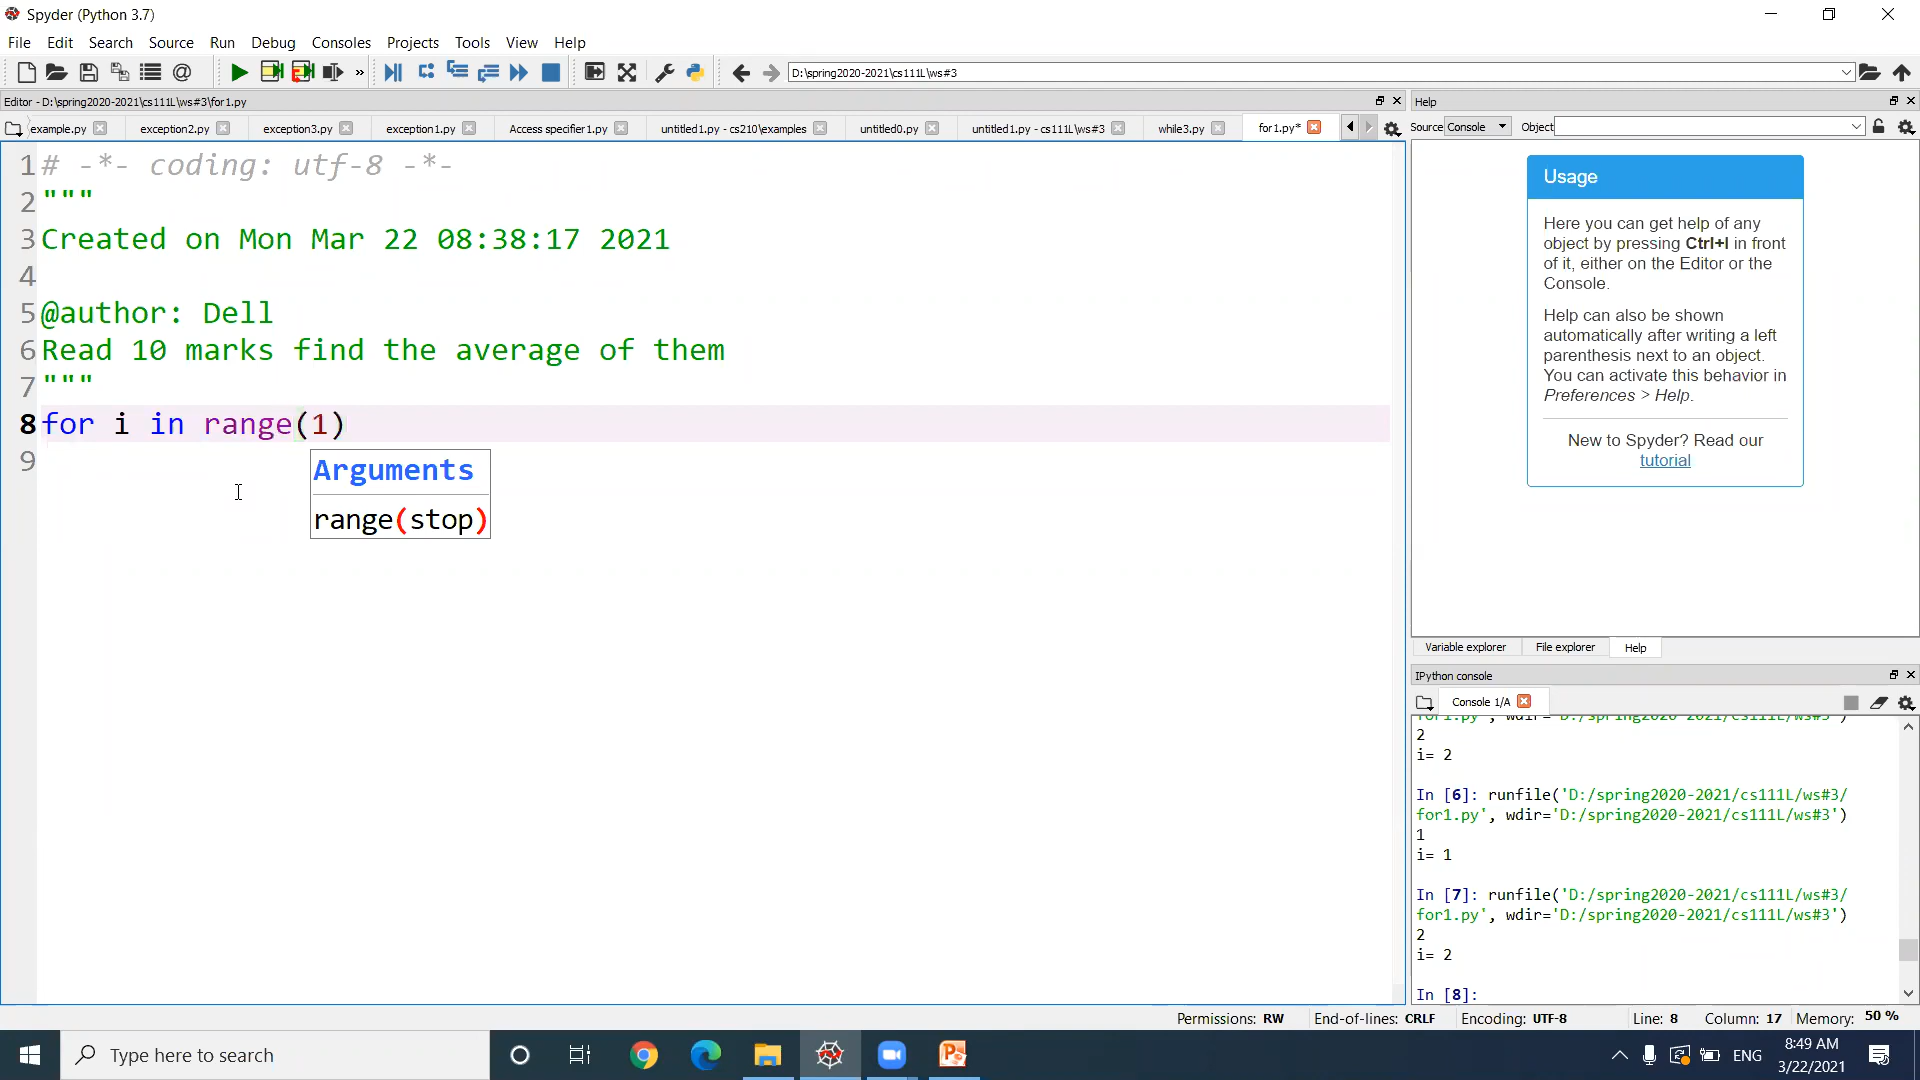 Spyder (Python 3.7)
File Edit Search Source Run Debug Consoles Projects Tools View Help
D:\spring2020-2021\cs111L\ws#3
Editor - D:\spring2020-2021\cs111L\ws#3\for1.py
example.py exception2.py exception3.py exception1.py Access specifier1.py untitled1.py - cs210\examples untitled0.py untitled1.py - cs111L\ws#3 while3.py for1.py*
1 # -*- coding: utf-8 -*-
2 """
3 Created on Mon Mar 22 08:38:17 2021
4
5 @author: Dell
6 Read 10 marks find the average of them
7 """
8 for i in range(1)
9
Arguments
range(stop)
Help
Source Console Object
Usage
Here you can get help of any
object by pressing Ctrl+I in front
of it, either on the Editor or the
Console.
Help can also be shown
automatically after writing a left
parenthesis next to an object.
You can activate this behavior in
Preferences > Help.
New to Spyder? Read our
tutorial
Variable explorer File explorer Help
IPython console
Console 1/A
for1.py', wdir='D:/spring2020-2021/cs111L/ws#3')
2
i= 2
In [6]: runfile('D:/spring2020-2021/cs111L/ws#3/
for1.py', wdir='D:/spring2020-2021/cs111L/ws#3')
1
i= 1
In [7]: runfile('D:/spring2020-2021/cs111L/ws#3/
for1.py', wdir='D:/spring2020-2021/cs111L/ws#3')
2
i= 2
In [8]:
Permissions: RW End-of-lines: CRLF Encoding: UTF-8 Line: 8 Column: 17 Memory: 50 %
Type here to search
ENG
8:49 AM
3/22/2021